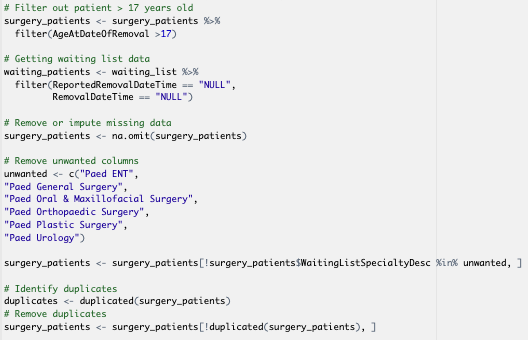 # Filter out patient > 17 years old
surgery_patients <- surgery_patients %>%
  filter(AgeAtDateOfRemoval >17)

# Getting waiting list data
waiting_patients <- waiting_list %>%
  filter(ReportedRemovalDateTime == "NULL",
         RemovalDateTime == "NULL")

# Remove or impute missing data
surgery_patients <- na.omit(surgery_patients)

# Remove unwanted columns
unwanted <- c("Paed ENT",
"Paed General Surgery",
"Paed Oral & Maxillofacial Surgery",
"Paed Orthopaedic Surgery",
"Paed Plastic Surgery",
"Paed Urology")

surgery_patients <- surgery_patients[!surgery_patients$WaitingListSpecialtyDesc %in% unwanted, ]

# Identify duplicates
duplicates <- duplicated(surgery_patients)
# Remove duplicates
surgery_patients <- surgery_patients[!duplicated(surgery_patients), ]